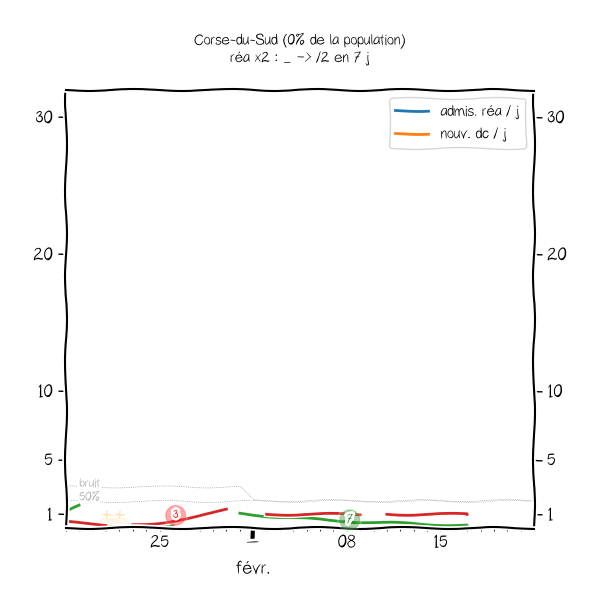 Corse-du-Sud (0% de la population)
réa x2 : _ -> /2 en 7 j
admis. réa / j
nouv. dc / j
30
30
20
20
10
10
5
5
bruit
50%
1
1
3
7
25
08
15
févr.